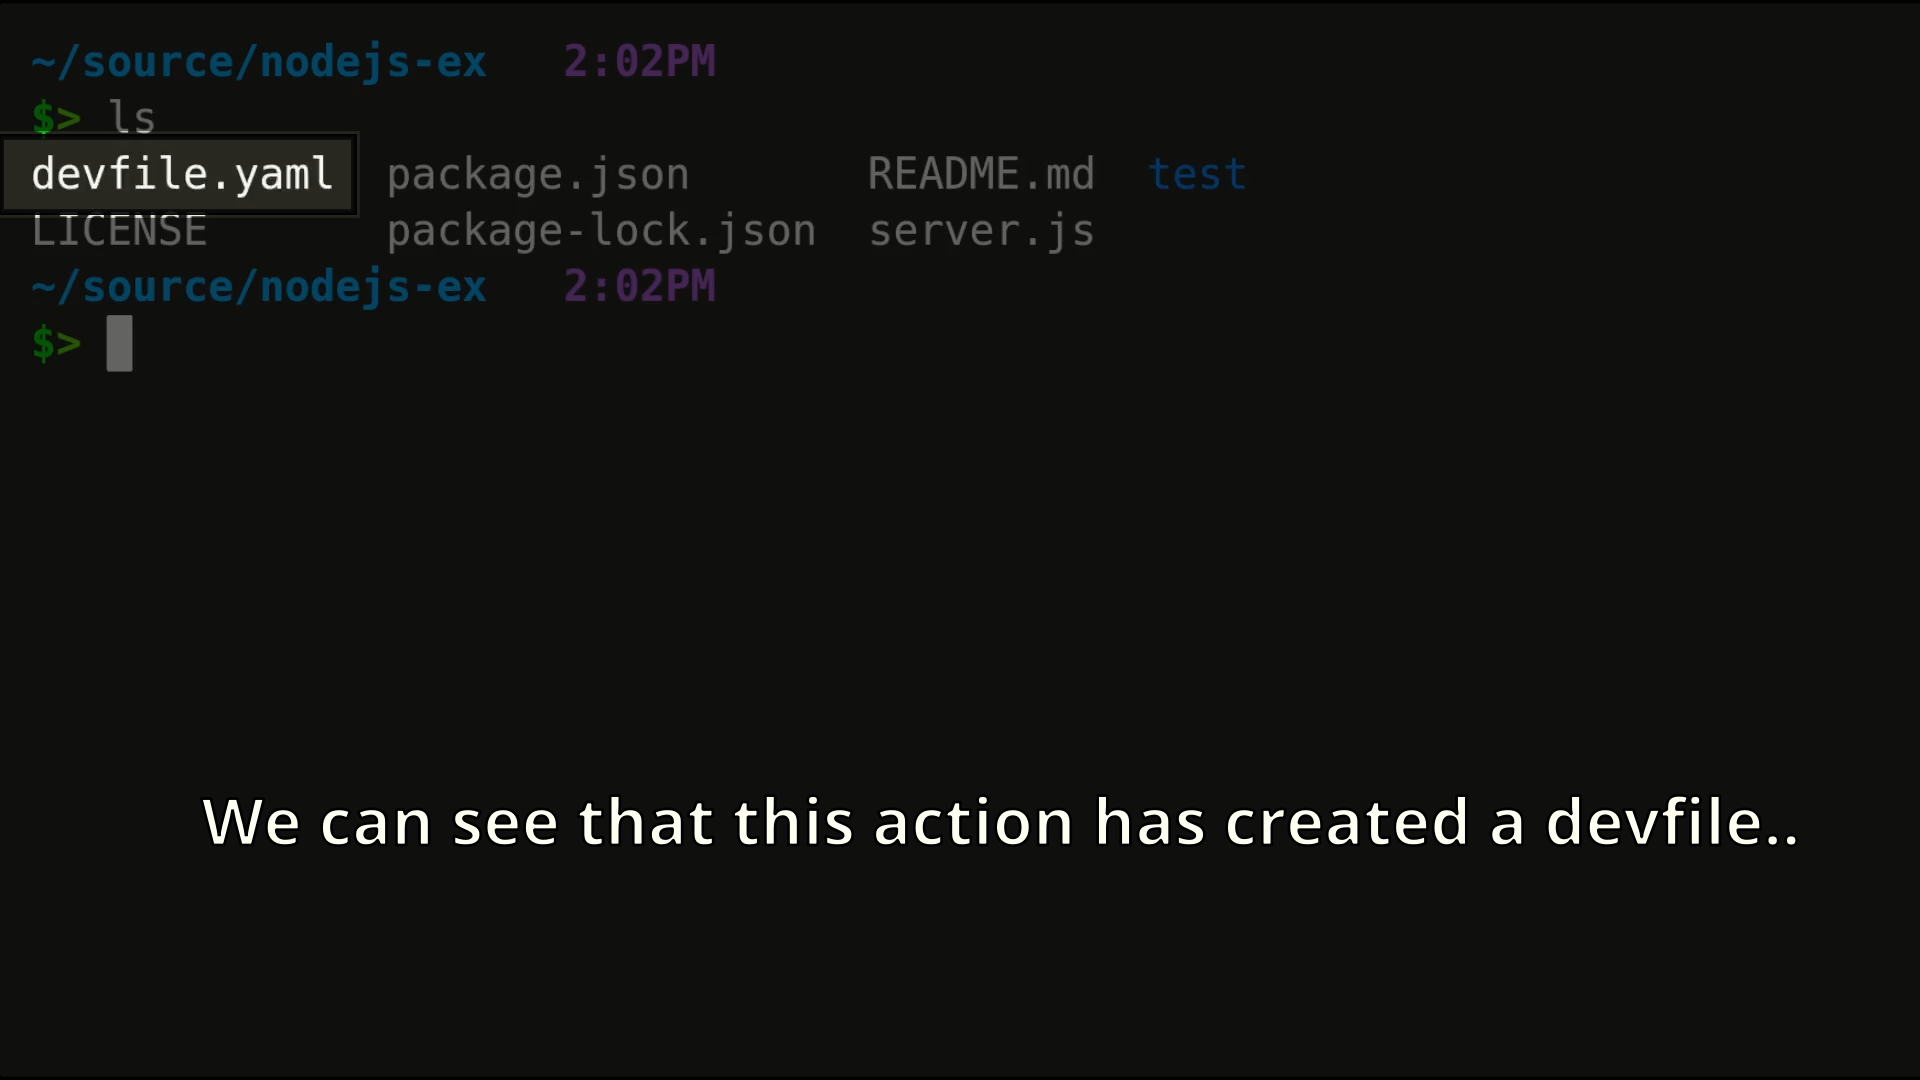 ~/source/nodejs-ex   2:02PM
$> ls
devfile.yaml  package.json       README.md  test
LICENSE       package-lock.json  server.js
~/source/nodejs-ex   2:02PM
$>
We can see that this action has created a devfile..